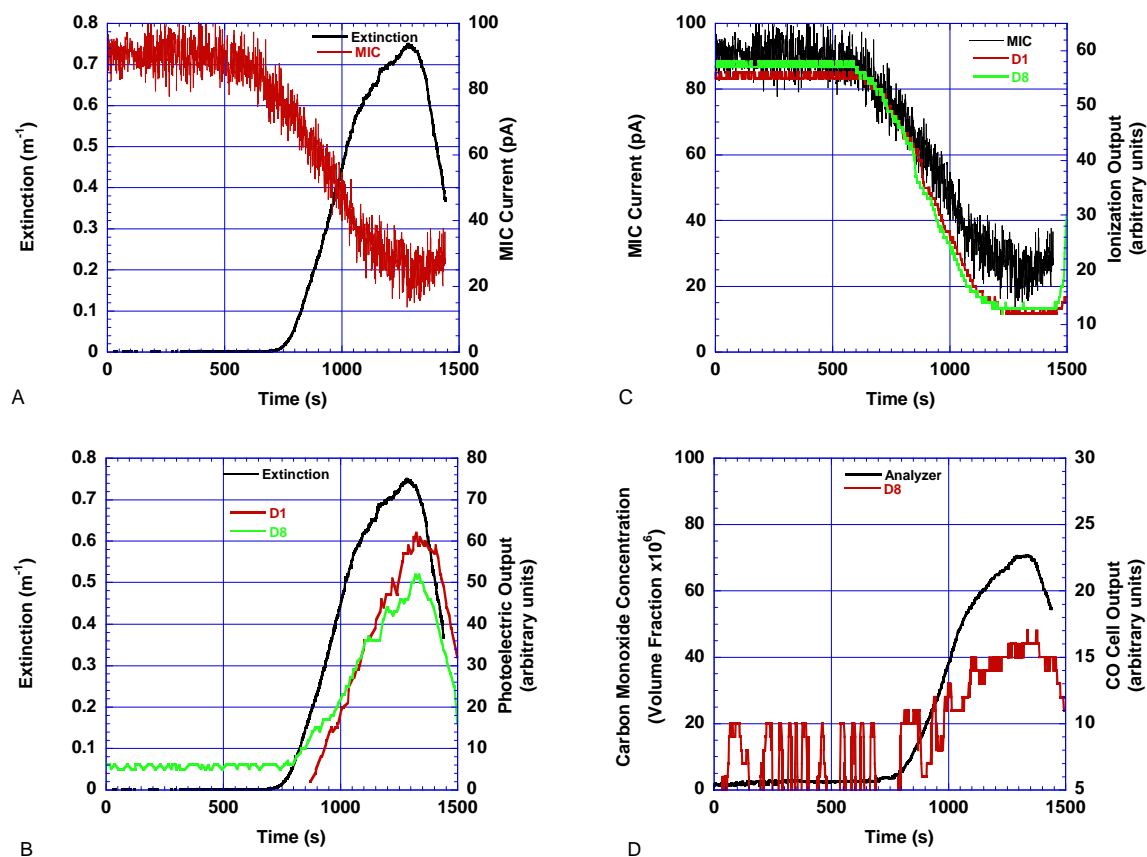 0.8
0.7
0.6
0.5
0.4
0.3
0.2
0.1
0
100
80
60
40
20
0
0 500 1000 1500
Extinction (m⁻¹)
MIC Current (pA)
Time (s)
Extinction
MIC
A
100
80
60
40
20
0
60
50
40
30
20
10
0 500 1000 1500
MIC Current (pA)
Ionization Output
(arbitrary units)
Time (s)
MIC
D1
D8
C
0.8
0.7
0.6
0.5
0.4
0.3
0.2
0.1
0
80
70
60
50
40
30
20
10
0
0 500 1000 1500
Extinction (m⁻¹)
Photoelectric Output
(arbitrary units)
Time (s)
Extinction
D1
D8
B
100
80
60
40
20
0
30
25
20
15
10
5
0 500 1000 1500
Carbon Monoxide Concentration
(Volume Fraction x10⁶)
CO Cell Output
(arbitrary units)
Time (s)
Analyzer
D8
D